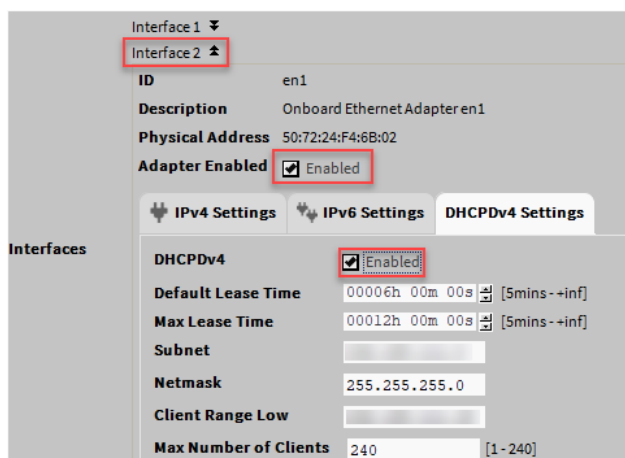 Interface 1
Interface 2
ID en1
Description Onboard Ethernet Adapter en1
Physical Address 50:72:24:F4:6B:02
Adapter Enabled Enabled
IPv4 Settings IPv6 Settings DHCPDv4 Settings
Interfaces
DHCPDv4 Enabled
Default Lease Time 00006h 00m 00s [5mins-+inf]
Max Lease Time 00012h 00m 00s [5mins-+inf]
Subnet
Netmask 255.255.255.0
Client Range Low
Max Number of Clients 240 [1-240]